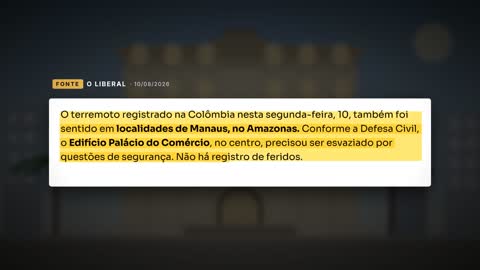 FONTE O LIBERAL · 10/08/2026
O terremoto registrado na Colômbia nesta segunda-feira, 10, também foi
sentido em localidades de Manaus, no Amazonas. Conforme a Defesa Civil,
o Edifício Palácio do Comércio, no centro, precisou ser esvaziado por
questões de segurança. Não há registro de feridos.